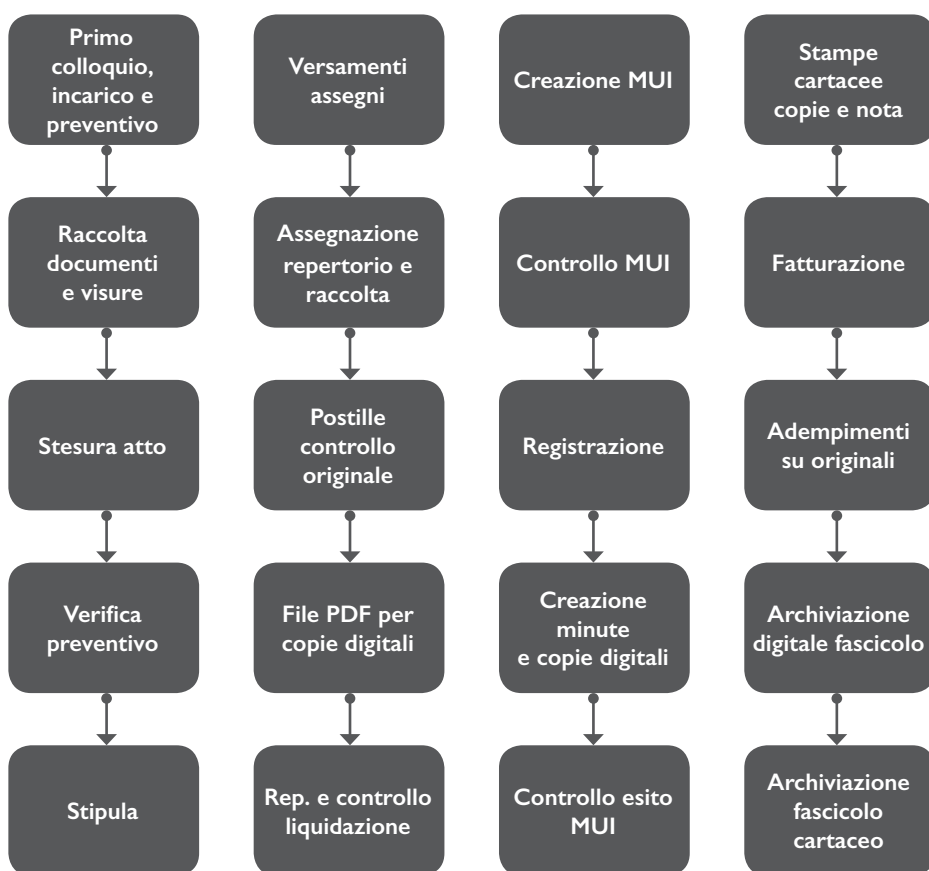 Primo
colloquio,
incarico e
preventivo
Raccolta
documenti
e visure
Stesura atto
Verifica
preventivo
Stipula
Versamenti
assegni
Assegnazione
repertorio e
raccolta
Postille
controllo
originale
File PDF per
copie digitali
Rep. e controllo
liquidazione
Creazione MUI
Controllo MUI
Registrazione
Creazione
minute
e copie digitali
Controllo esito
MUI
Stampe
cartacee
copie e nota
Fatturazione
Adempimenti
su originali
Archiviazione
digitale fascicolo
Archiviazione
fascicolo
cartaceo